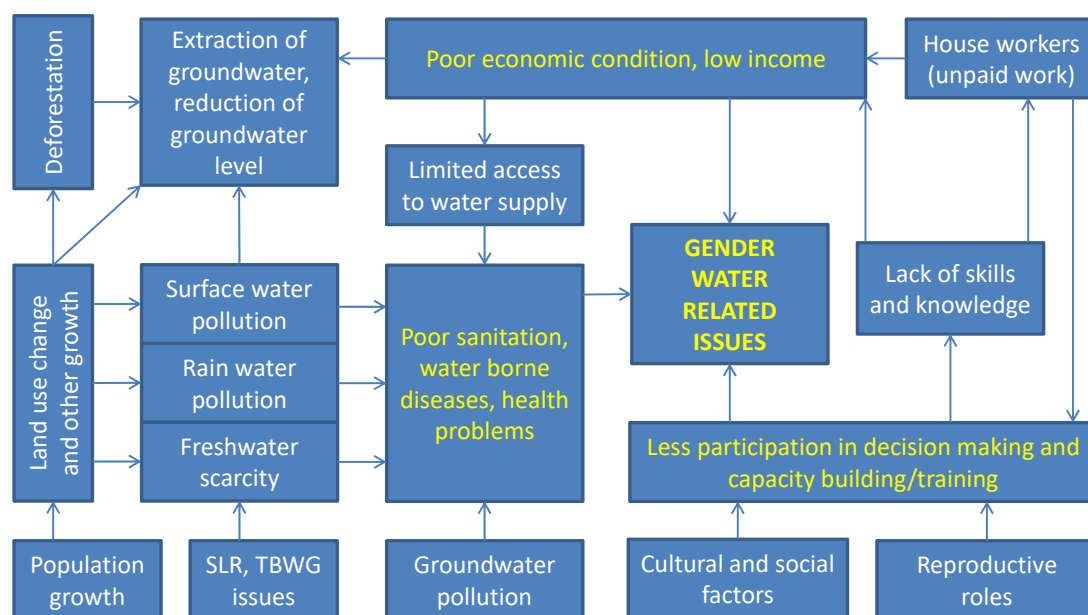 Deforestation
Extraction of
groundwater,
reduction of
groundwater
level
Poor economic condition, low income
House workers
(unpaid work)
Limited access
to water supply
GENDER
WATER
RELATED
ISSUES
Lack of skills
and knowledge
Land use change
and other growth
Surface water
pollution
Rain water
pollution
Freshwater
scarcity
Poor sanitation,
water borne
diseases, health
problems
Less participation in decision making and
capacity building/training
Population
growth
SLR, TBWG
issues
Groundwater
pollution
Cultural and social
factors
Reproductive
roles